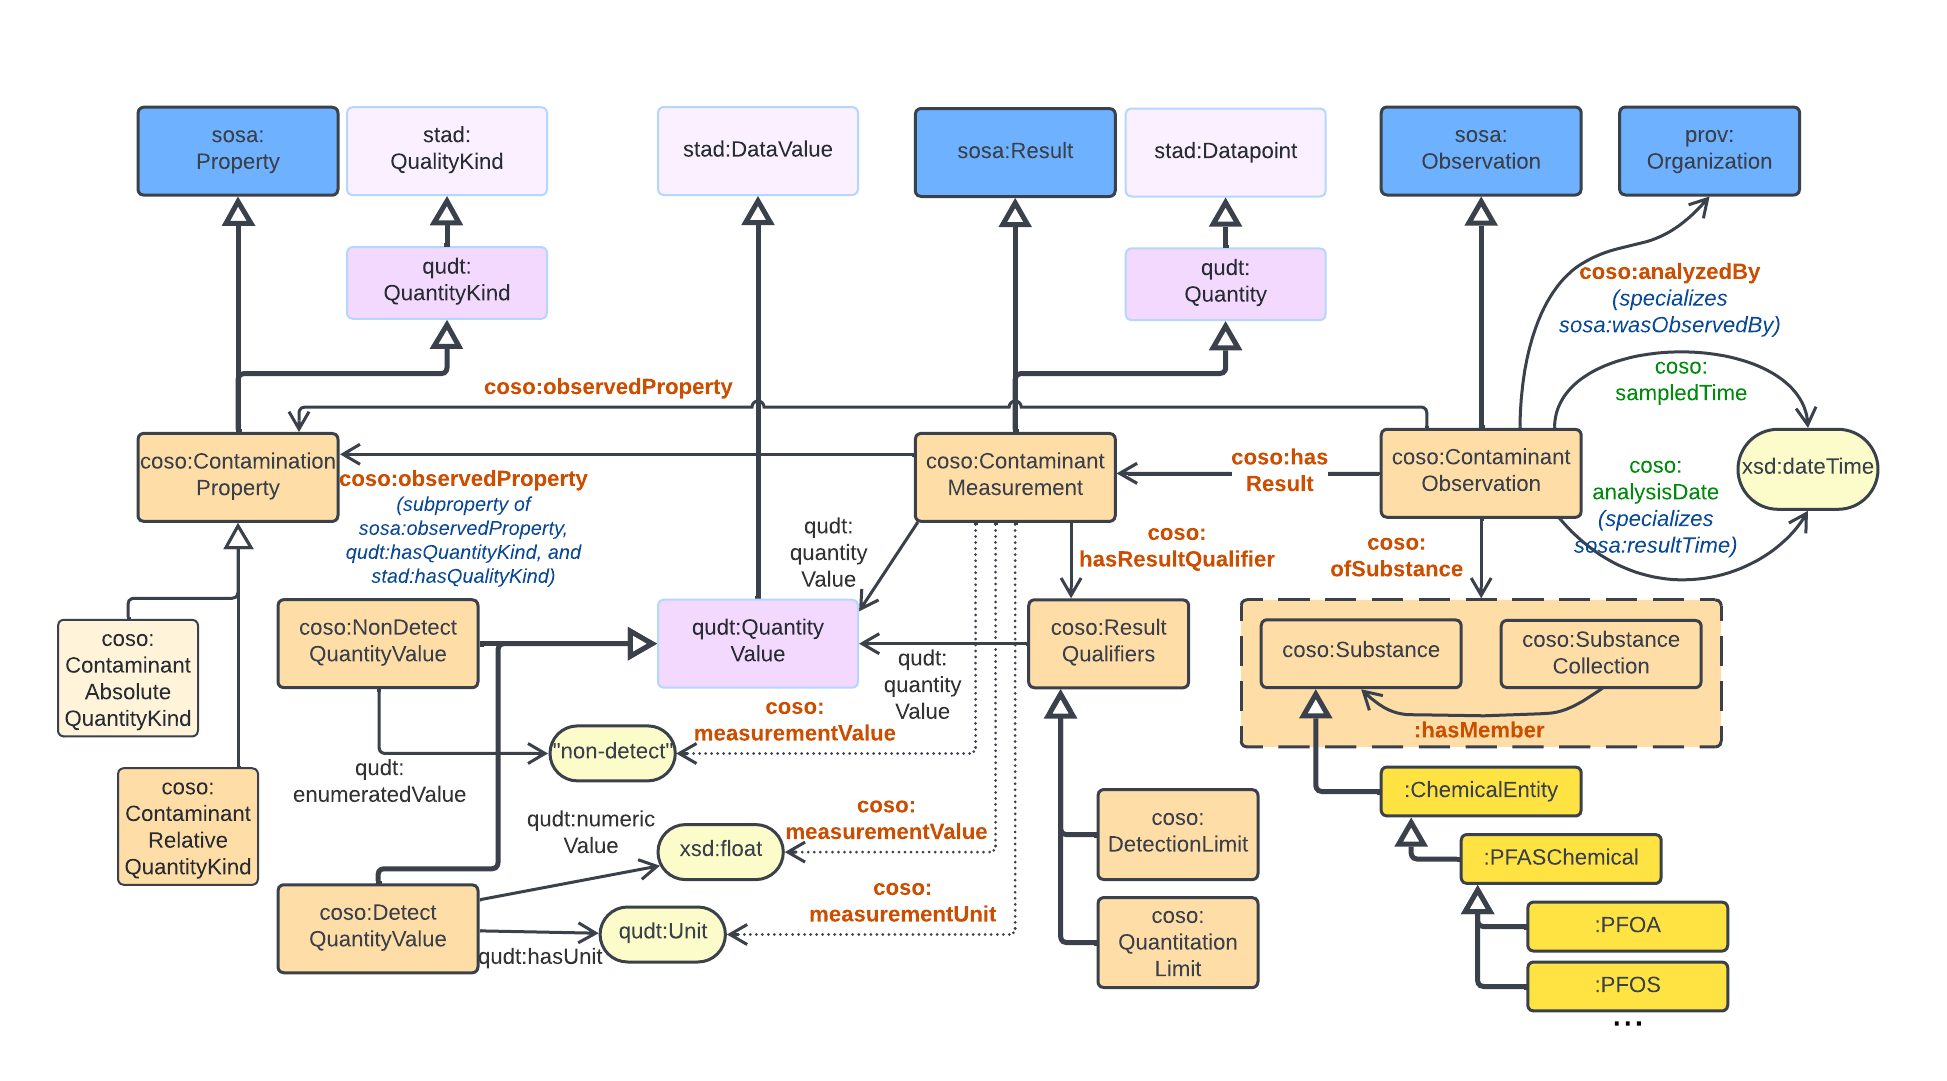 sosa:
Property
stad:
QualityKind
stad:DataValue
sosa:Result
stad:Datapoint
sosa:
Observation
prov:
Organization
qudt:
QuantityKind
qudt:
Quantity
coso:analyzedBy
(specializes
sosa:wasObservedBy)
coso:observedProperty
coso:
sampledTime
coso:Contamination
Property
coso:observedProperty
(subproperty of
sosa:observedProperty,
qudt:hasQuantityKind, and
stad:hasQualityKind)
coso:Contaminant
Measurement
coso:has
Result
coso:Contaminant
Observation
coso:
analysisDate
(specializes
sosa:resultTime)
xsd:dateTime
qudt:
quantity
Value
coso:
hasResultQualifier
coso:
ofSubstance
coso:
Contaminant
Absolute
QuantityKind
coso:NonDetect
QuantityValue
qudt:Quantity
Value
coso:Result
Qualifiers
coso:Substance
coso:Substance
Collection
:hasMember
qudt:
quantity
Value
coso:
measurementValue
"non-detect"
qudt:
enumeratedValue
coso:
Contaminant
Relative
QuantityKind
qudt:numeric
Value
xsd:float
coso:
measurementValue
coso:
DetectionLimit
:ChemicalEntity
:PFASChemical
coso:Detect
QuantityValue
qudt:hasUnit
qudt:Unit
coso:
measurementUnit
coso:
Quantitation
Limit
:PFOA
:PFOS
...